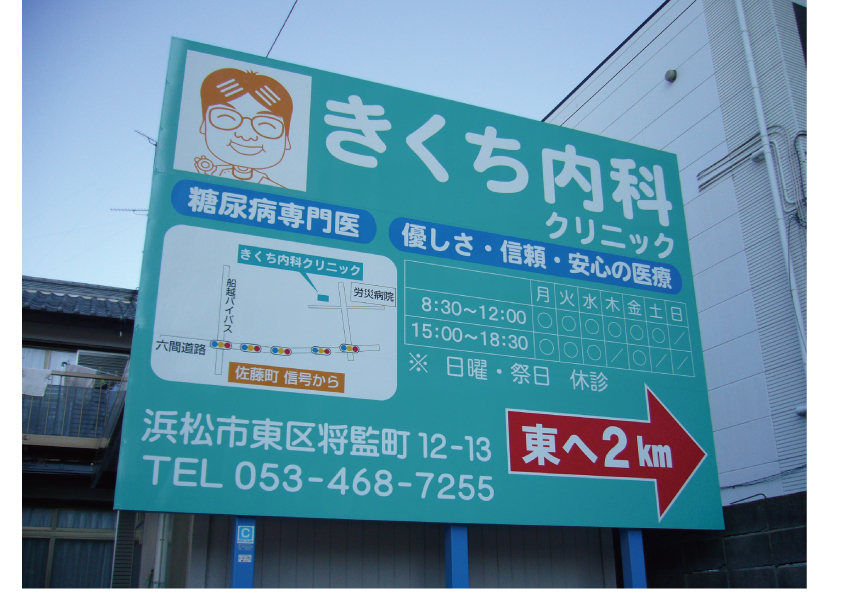 きくち内科
クリニック
糖尿病専門医
優しさ・信頼・安心の医療
きくち内科クリニック
船越バイパス
労災病院
六間道路
佐藤町 信号から
月 火 水 木 金 土 日
8:30〜12:00 ○ ○ ○ ○ ○ ○ ／
15:00〜18:30 ○ ○ ○ ／ ○ ／ ／
※ 日曜・祭日 休診
浜松市東区将監町 12-13
TEL 053-468-7255
東へ2km